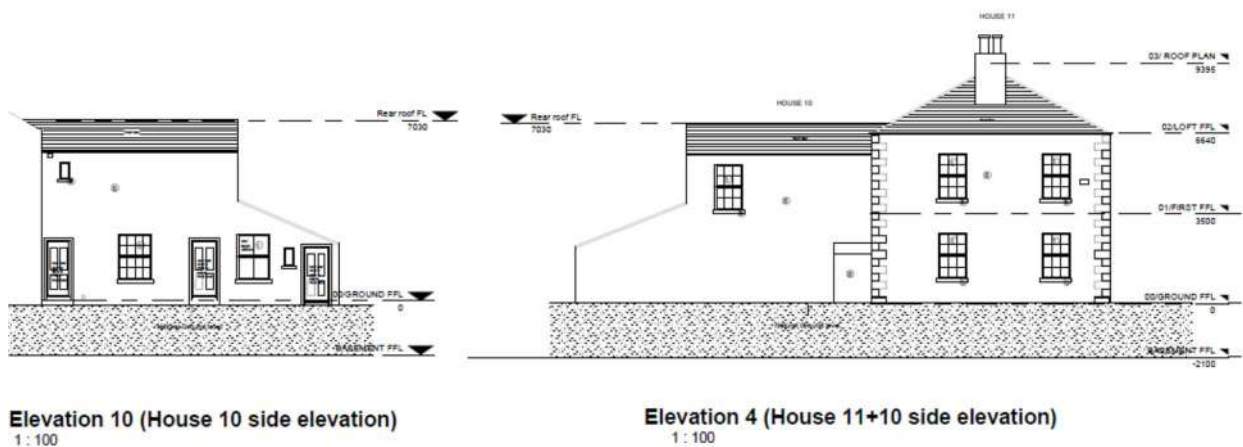 HOUSE 11
03/ ROOF PLAN
9395
HOUSE 10
Rear roof FL
7030
Rear roof FL
7030
02/LOFT FFL
6640
01/FIRST FFL
3500
00/GROUND FFL
0
00/GROUND FFL
0
BASEMENT FFL
BASEMENT FFL
-2100
Elevation 10 (House 10 side elevation)
1 : 100
Elevation 4 (House 11+10 side elevation)
1 : 100